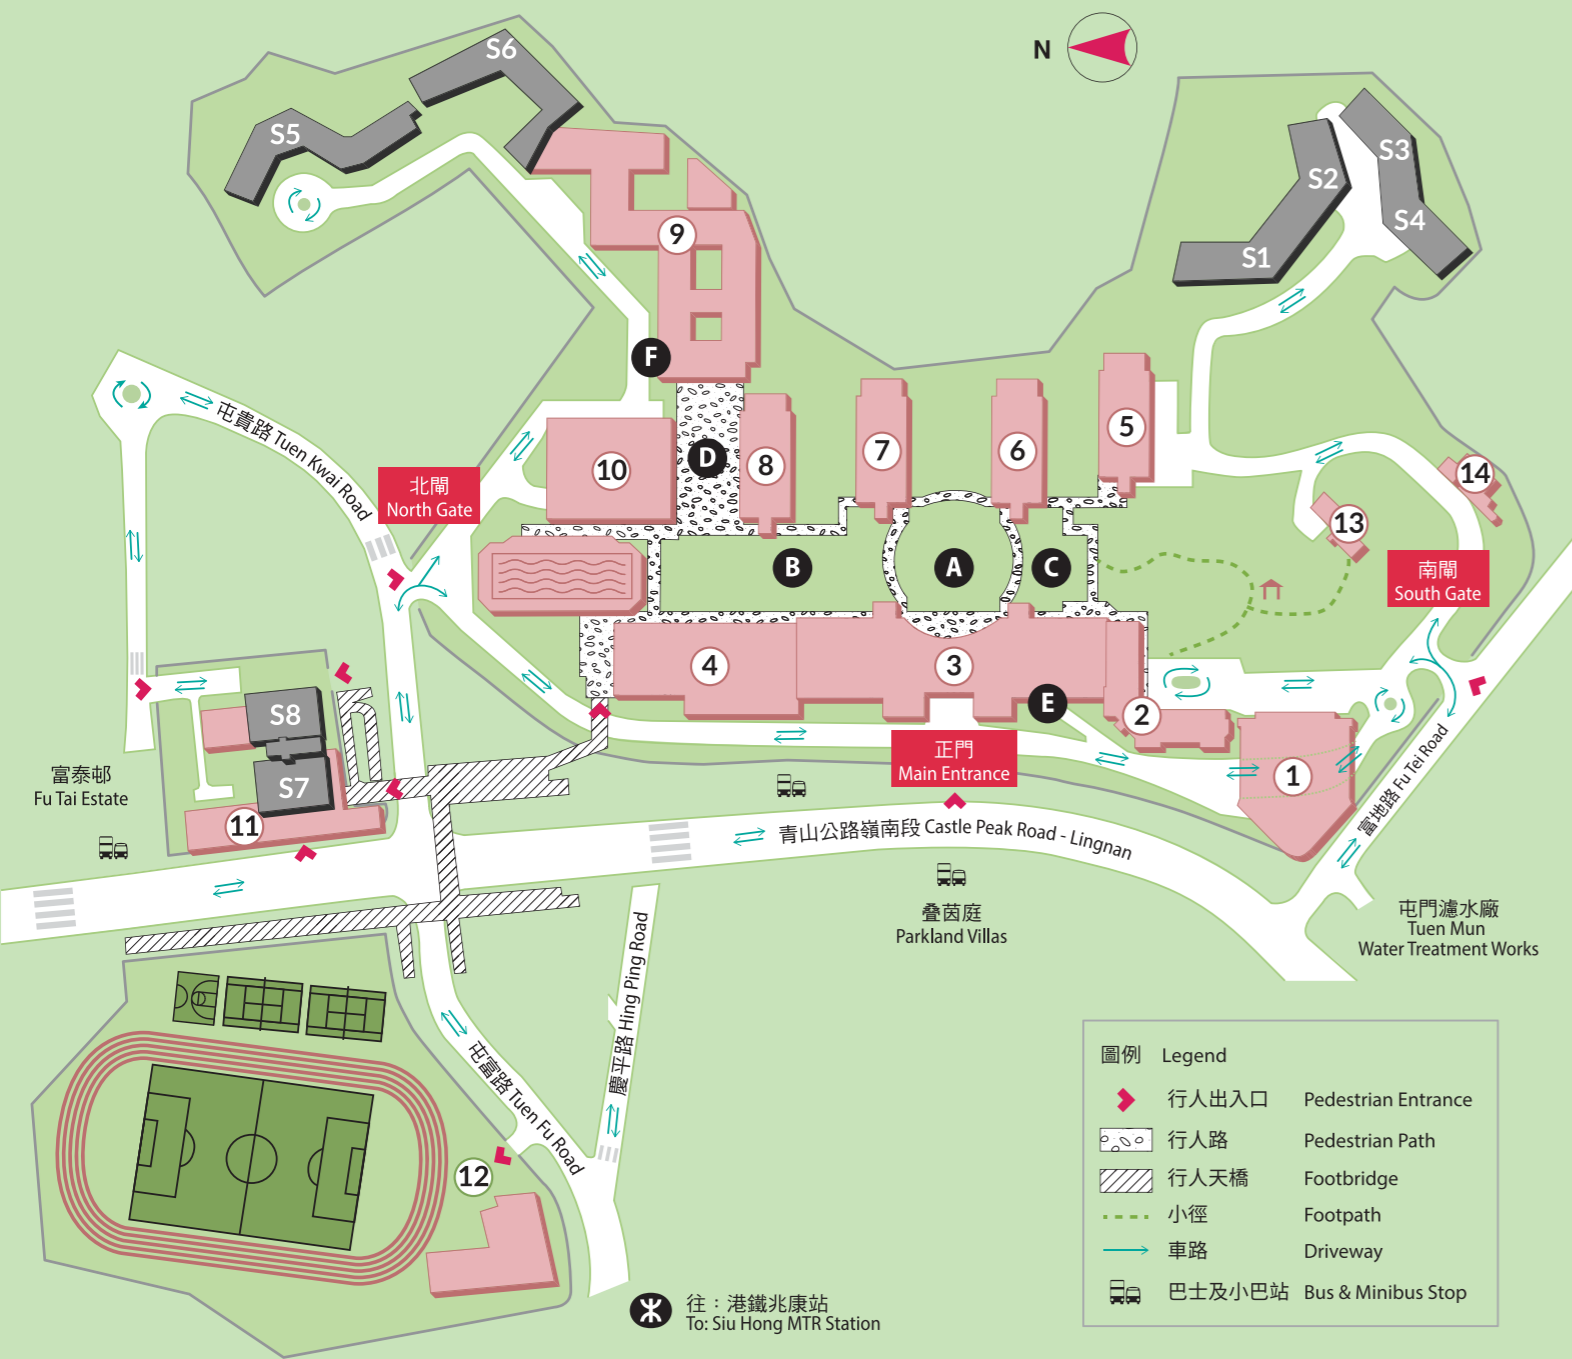 N
S6
S5
S3
S2
S4
S1
9
F
5
7
6
10
D
8
14
13
屯貴路 Tuen Kwai Road
北閘
North Gate
B
A
C
南閘
South Gate
4
3
E
2
1
S8
S7
11
富泰邨
Fu Tai Estate
正門
Main Entrance
青山公路嶺南段 Castle Peak Road - Lingnan
富地路 Fu Tei Road
叠茵庭
Parkland Villas
屯門濾水廠
Tuen Mun
Water Treatment Works
慶平路 Hing Ping Road
屯富路 Tuen Fu Road
12
往：港鐵兆康站
To: Siu Hong MTR Station
圖例 Legend
行人出入口 Pedestrian Entrance
行人路 Pedestrian Path
行人天橋 Footbridge
小徑 Footpath
車路 Driveway
巴士及小巴站 Bus & Minibus Stop